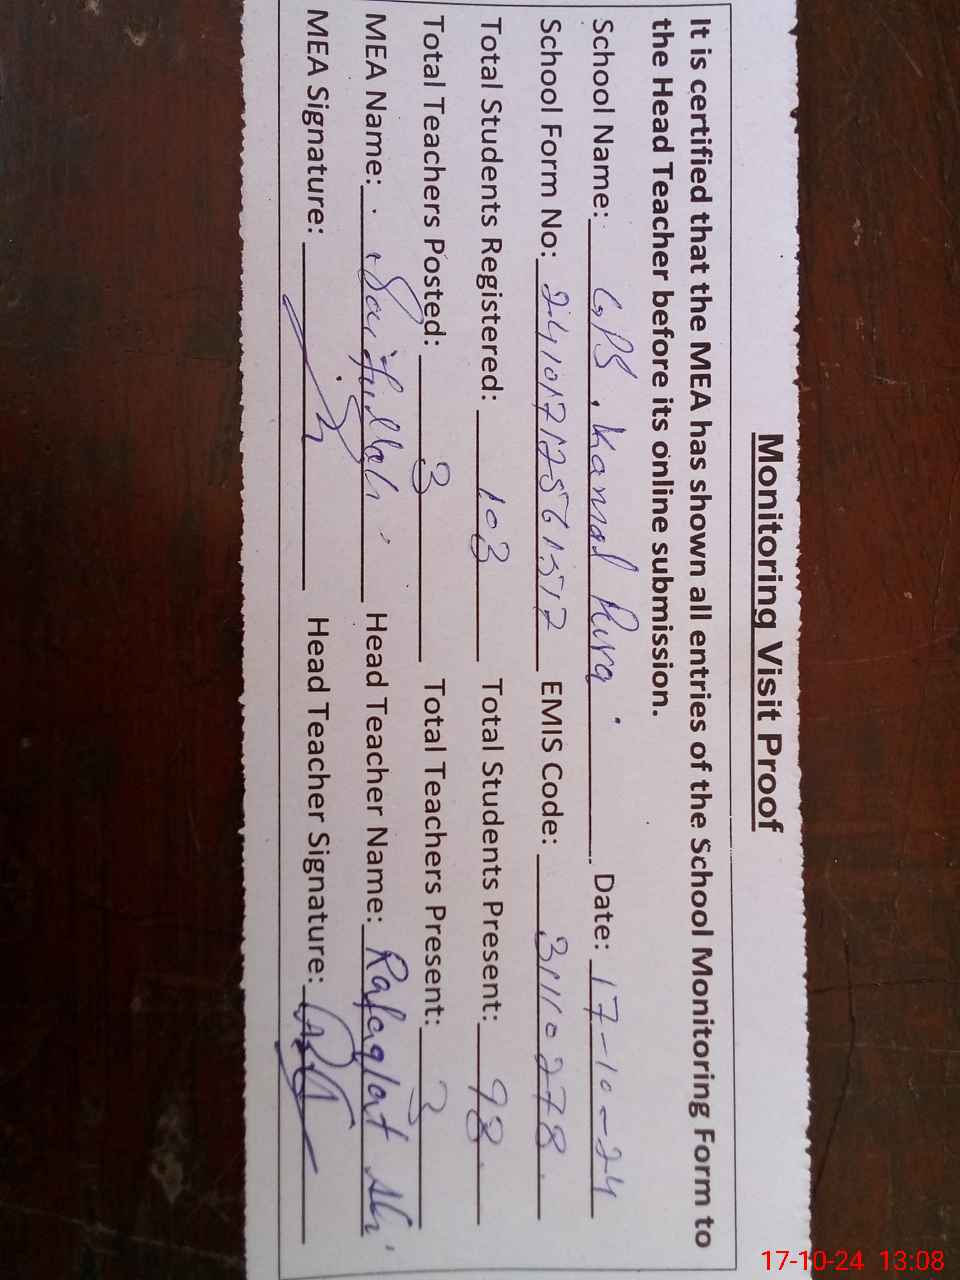 Monitoring Visit Proof
It is certified that the MEA has shown all entries of the School Monitoring Form to
the Head Teacher before its online submission.
School Name: GPS, Kamal Pura Date: 17-10-24
School Form No: EMIS Code: 31110278
Total Students Registered: 103 Total Students Present: 98
Total Teachers Posted: 3 Total Teachers Present: 3
MEA Name: Saifullah Head Teacher Name: Ali
MEA Signature: Head Teacher Signature:
17-10-24 13:08